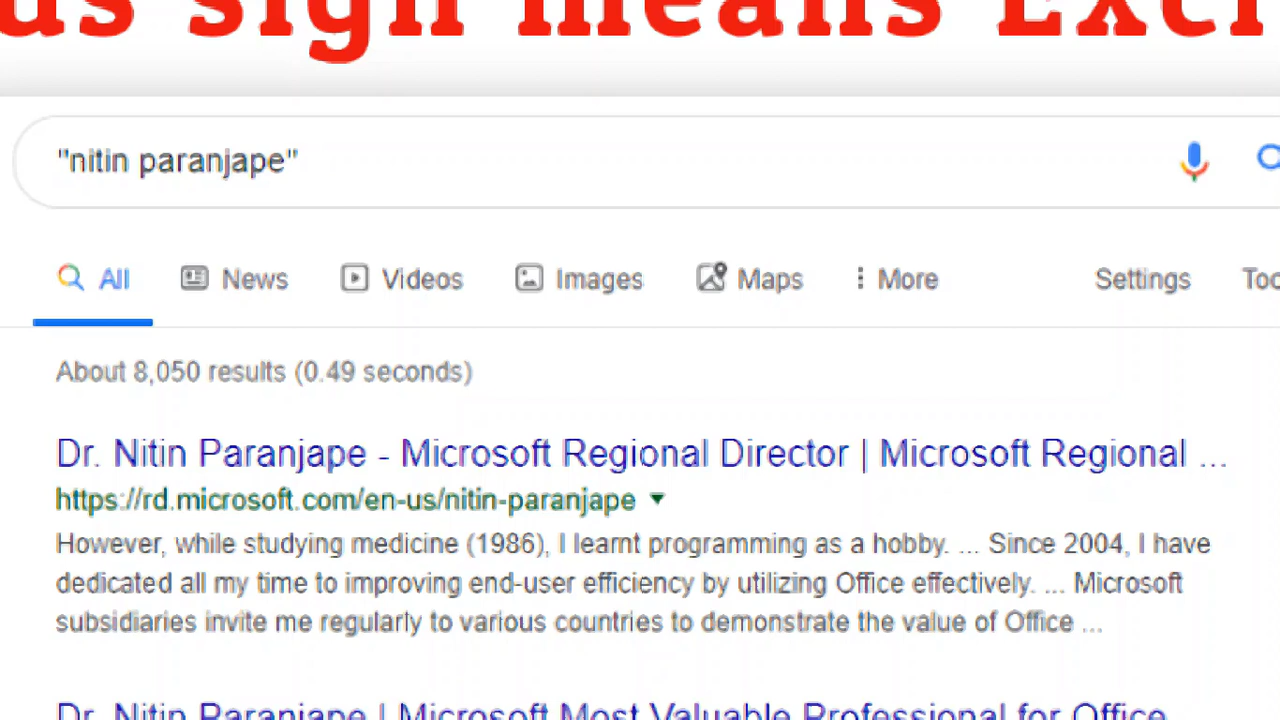 sign means
"nitin paranjape"
All News Videos Images Maps More Settings
About 8,050 results (0.49 seconds)
Dr. Nitin Paranjape - Microsoft Regional Director | Microsoft Regional ...
https://rd.microsoft.com/en-us/nitin-paranjape
However, while studying medicine (1986), I learnt programming as a hobby. ... Since 2004, I have
dedicated all my time to improving end-user efficiency by utilizing Office effectively. ... Microsoft
subsidiaries invite me regularly to various countries to demonstrate the value of Office ...
Dr. Nitin Paranjape | Microsoft Most Valuable Professional for Office